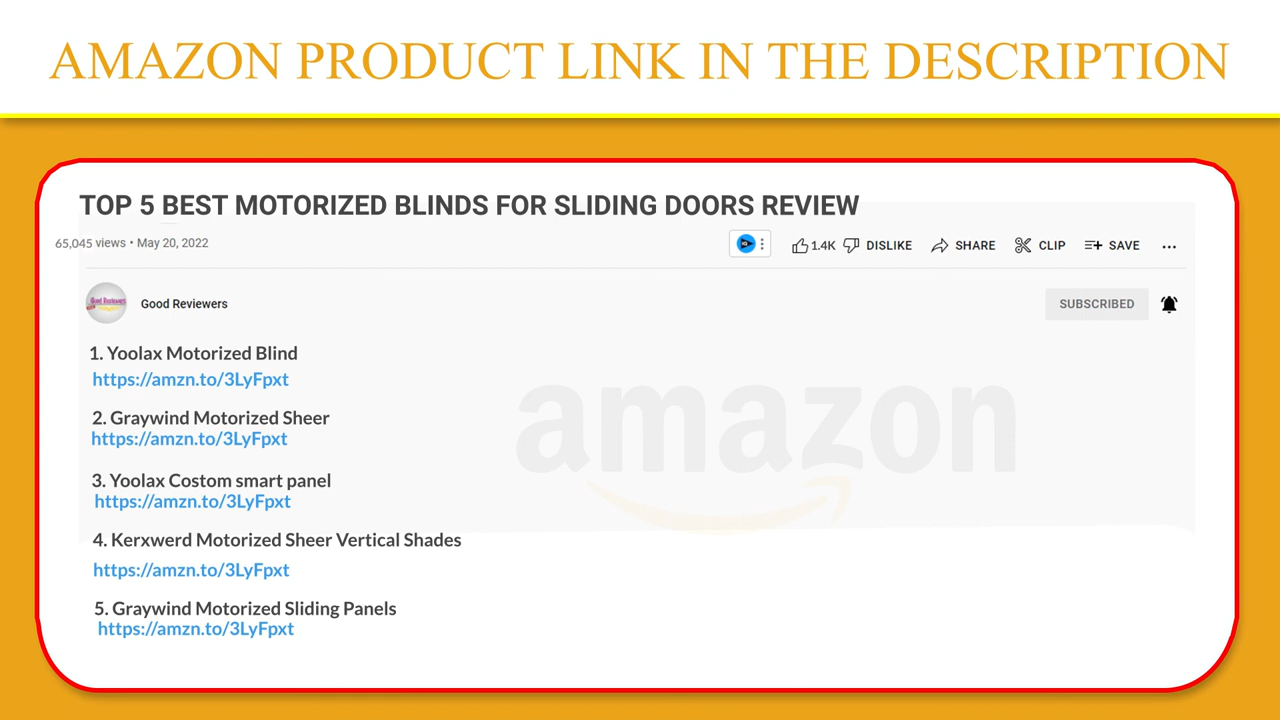 AMAZON PRODUCT LINK IN THE DESCRIPTION
TOP 5 BEST MOTORIZED BLINDS FOR SLIDING DOORS REVIEW
65,045 views • May 20, 2022
1.4K DISLIKE SHARE CLIP SAVE ...
Good Reviewers
SUBSCRIBED
1. Yoolax Motorized Blind
https://amzn.to/3LyFpxt
2. Graywind Motorized Sheer
https://amzn.to/3LyFpxt
3. Yoolax Costom smart panel
https://amzn.to/3LyFpxt
4. Kerxwerd Motorized Sheer Vertical Shades
https://amzn.to/3LyFpxt
5. Graywind Motorized Sliding Panels
https://amzn.to/3LyFpxt
amazon